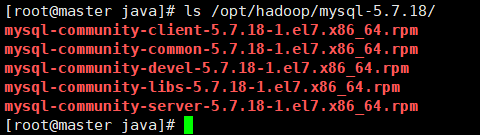 [root@master java]# ls /opt/hadoop/mysql-5.7.18/
mysql-community-client-5.7.18-1.el7.x86_64.rpm
mysql-community-common-5.7.18-1.el7.x86_64.rpm
mysql-community-devel-5.7.18-1.el7.x86_64.rpm
mysql-community-libs-5.7.18-1.el7.x86_64.rpm
mysql-community-server-5.7.18-1.el7.x86_64.rpm
[root@master java]#